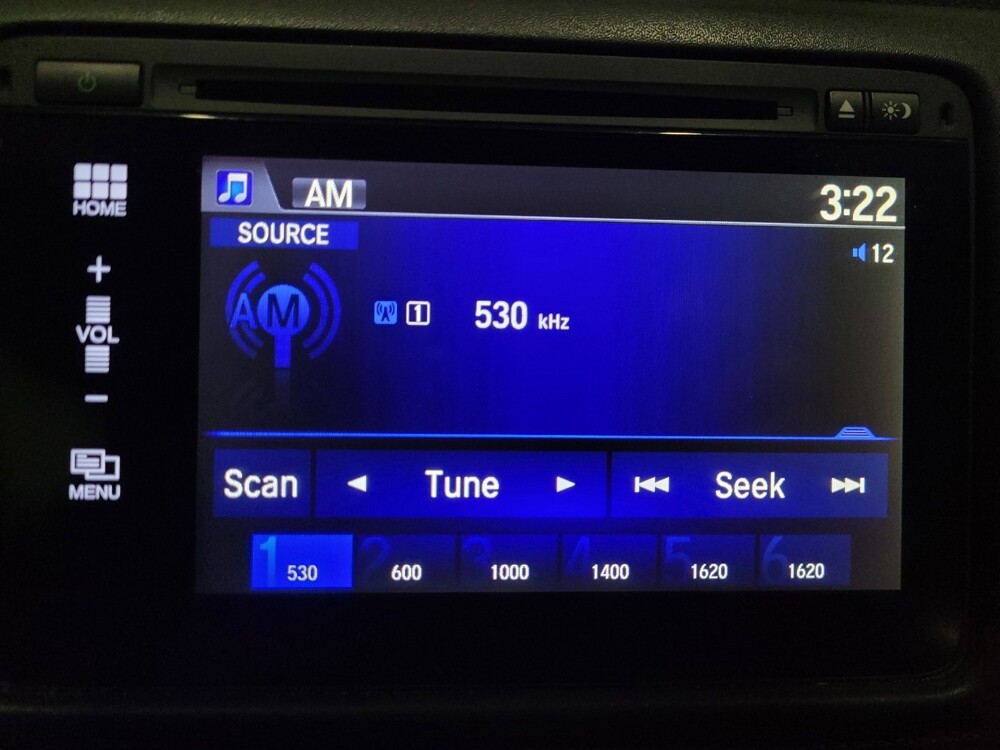 AM
3:22
HOME
SOURCE
12
AM
1
530 kHz
+
VOL
-
Scan
Tune
Seek
MENU
1 530
2 600
3 1000
4 1400
5 1620
6 1620